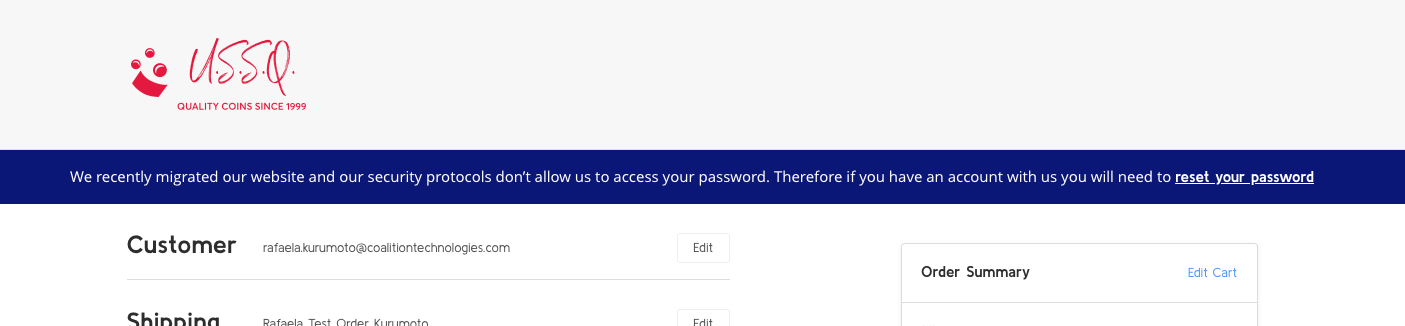 U.S.S.Q.
QUALITY COINS SINCE 1999
We recently migrated our website and our security protocols don’t allow us to access your password. Therefore if you have an account with us you will need to reset your password
Customer rafaela.kurumoto@coalitiontechnologies.com Edit
Order Summary Edit Cart
Shipping Rafaela Test Order Kurumoto Edit